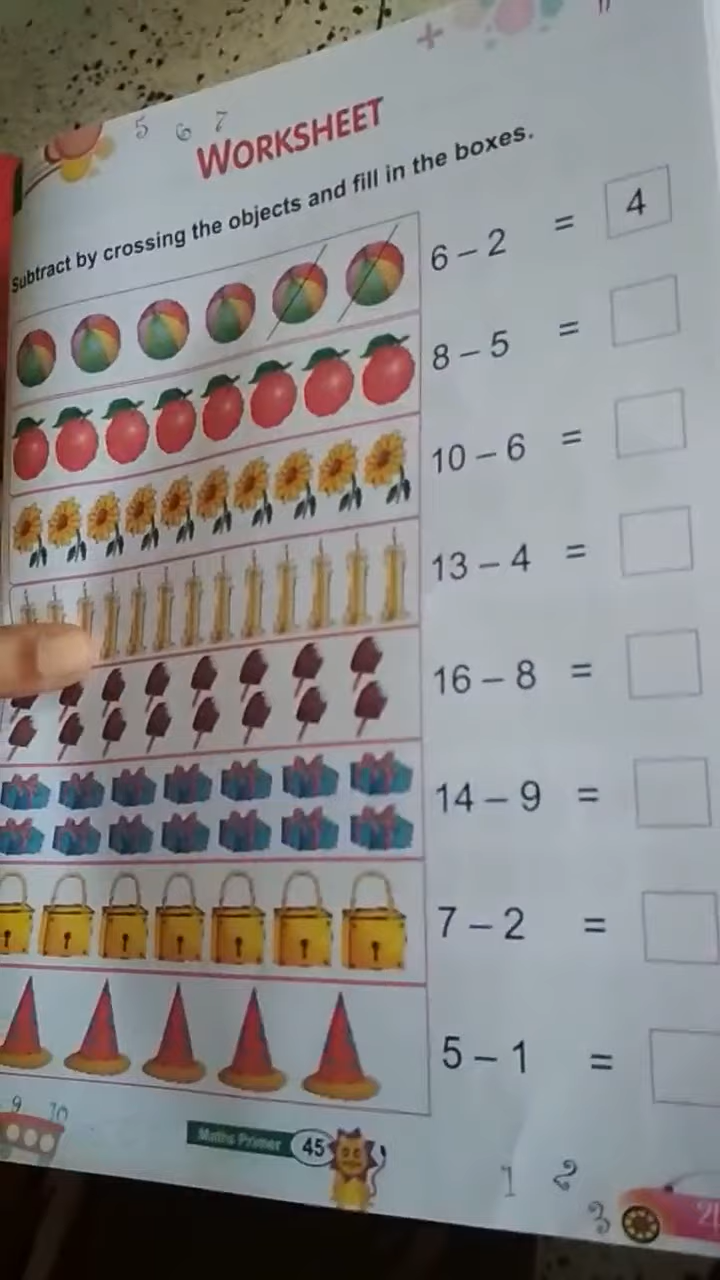 5 6 7
WORKSHEET
Subtract by crossing the objects and fill in the boxes.
6 – 2 = 4
8 – 5 =
10 – 6 =
13 – 4 =
16 – 8 =
14 – 9 =
7 – 2 =
5 – 1 =
9 10
Maths Primer 45
1 2
3